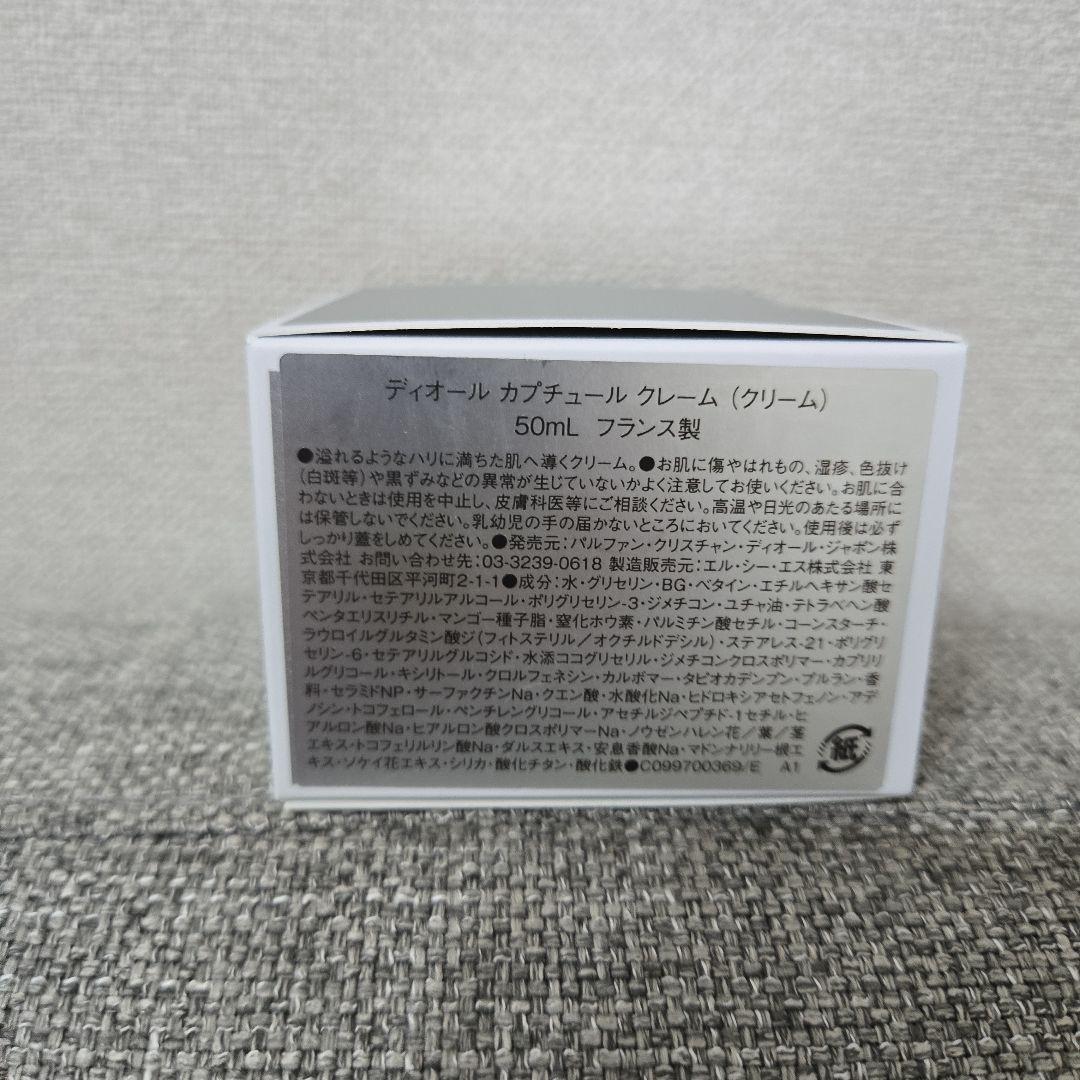 ディオール カプチュール クレーム（クリーム）
50mL フランス製
●溢れるようなハリに満ちた肌へ導くクリーム。●お肌に傷やはれもの、湿疹、色抜け
(白斑等)や黒ずみなどの異常が生じていないかよく注意してお使いください。お肌に合
わないときは使用を中止し、皮膚科医等にご相談ください。高温や日光のあたる場所に
は保管しないでください。乳幼児の手の届かないところにおいてください。使用後は必ず
しっかり蓋をしめてください。●発売元：パルファン・クリスチャン・ディオール・ジャポン株
式会社 お問い合わせ先：03-3239-0618 製造販売元：エル・シー・エス株式会社 東
京都千代田区平河町2-1-1●成分：水・グリセリン・BG・ベタイン・エチルヘキサン酸セ
テアリル・セテアリルアルコール・ポリグリセリン-3・ジメチコン・ユチャ油・テトラベヘン酸
ペンタエリスリチル・マンゴー種子脂・窒化ホウ素・パルミチン酸セチル・コーンスターチ・
ラウロイルグルタミン酸ジ(フィトステリル／オクチルドデシル)・ステアレス-21・ポリグリ
セリン-6・セテアリルグルコシド・水添ココグリセリル・ジメチコンクロスポリマー・カプリリ
ルグリコール・キシリトール・クロルフェネシン・カルボマー・タピオカデンプン・プルラン・香
料・セラミドNP・サーファクチンNa・クエン酸・水酸化Na・ヒドロキシアセトフェノン・アデ
ノシン・トコフェロール・ペンチレングリコール・アセチルジペプチド-1セチル・ヒ
アルロン酸Na・ヒアルロン酸クロスポリマーNa・ノウゼンハレン花／葉／茎
エキス・トコフェリルリン酸Na・ダルスエキス・安息香酸Na・マドンナリリー根エ
キス・ソケイ花エキス・シリカ・酸化チタン・酸化鉄●C099700369/E A1
紙